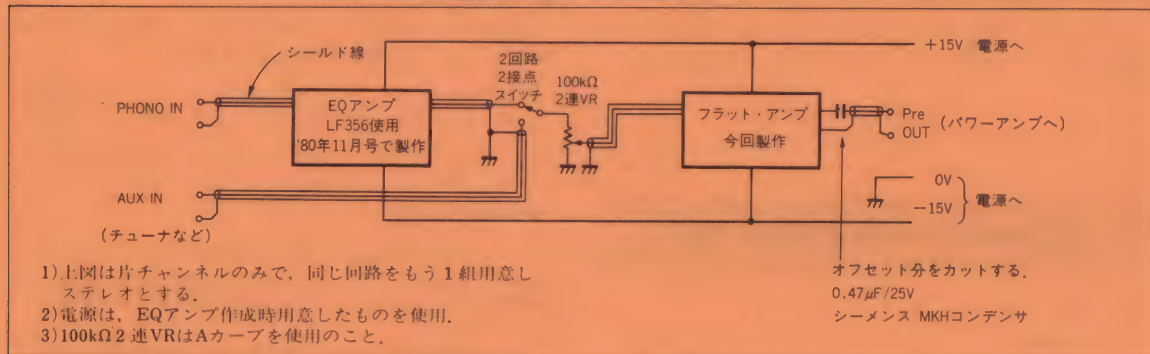 シールド線
PHONO IN
EQアンプ
LF356使用
'80年11月号で製作
AUX IN
(チューナなど)
2回路
2接点
スイッチ
100kΩ
2連VR
フラット・アンプ
今回製作
+15V 電源へ
Pre
OUT
(パワーアンプへ)
0V
-15V
電源へ
オフセット分をカットする.
0.47μF/25V
シーメンス MKHコンデンサ
1)上図は片チャンネルのみで,同じ回路をもう1組用意し
ステレオとする.
2)電源は,EQアンプ作成時用意したものを使用.
3)100kΩ2連VRはAカーブを使用のこと.